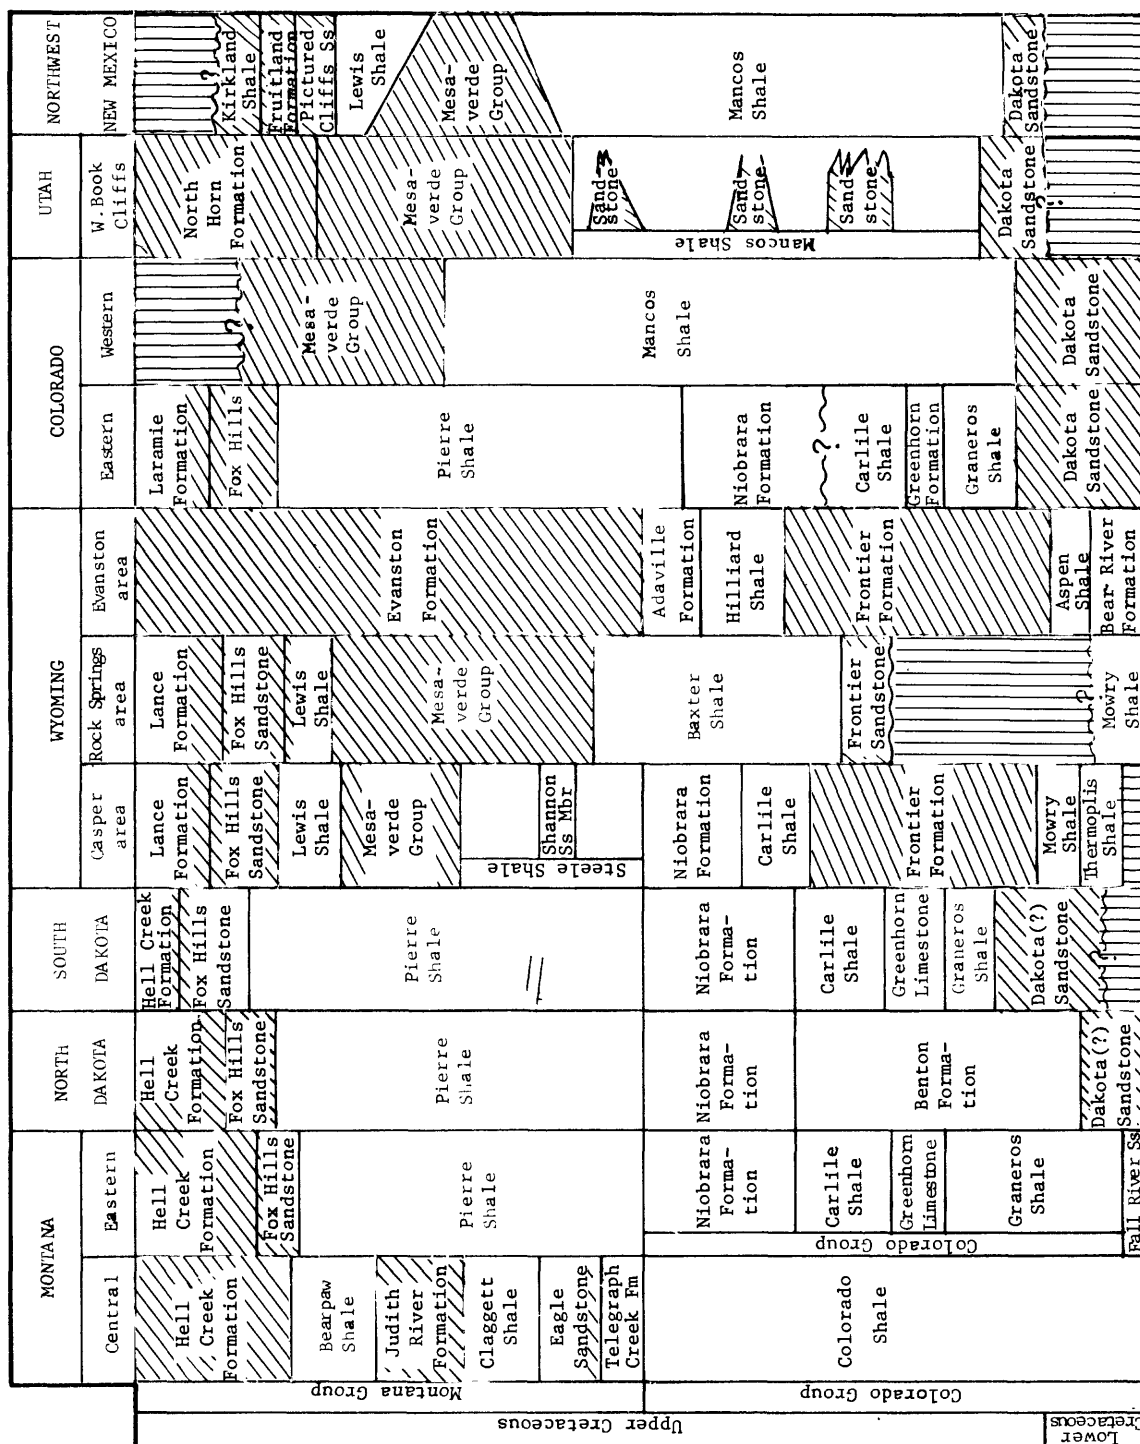 MONTANA
NORTH
DAKOTA
SOUTH
DAKOTA
WYOMING
COLORADO
UTAH
NORTHWEST
NEW MEXICO
Central
Eastern
Casper
area
Rock Springs
area
Evanston
area
Eastern
Western
W. Book
Cliffs
Upper Cretaceous
Lower
Cretaceous
Montana Group
Colorado Group
Hell
Creek
Formation
Bearpaw
Shale
Judith
River
Formation
Claggett
Shale
Eagle
Sandstone
Telegraph
Creek Fm
Colorado
Shale
Hell
Creek
Formation
Fox Hills
Sandstone
Pierre
Shale
Colorado Group
Niobrara
Forma-
tion
Carlile
Shale
Greenhorn
Limestone
Graneros
Shale
Fall River Ss
Hell
Creek
Formation
Fox Hills
Sandstone
Pierre
Shale
Niobrara
Forma-
tion
Benton
Forma-
tion
Dakota(?)
Sandstone
Hell Creek
Formation
Fox Hills
Sandstone
Pierre
Shale
Niobrara
Forma-
tion
Carlile
Shale
Greenhorn
Limestone
Graneros
Shale
Dakota(?)
Sandstone
?
Lance
Formation
Fox Hills
Sandstone
Lewis
Shale
Mesa-
verde
Group
Steele Shale
Shannon
Ss Mbr
Niobrara
Formation
Carlile
Shale
Frontier
Formation
Mowry
Shale
Thermoplis
Shale
Lance
Formation
Fox Hills
Sandstone
Lewis
Shale
Mesa-
verde
Group
Baxter
Shale
Frontier
Sandstone
?
Mowry
Shale
Evanston
Formation
Adaville
Formation
Hilliard
Shale
Frontier
Formation
Aspen
Shale
Bear River
Formation
Laramie
Formation
Fox Hills
Pierre
Shale
Niobrara
Formation
?
Carlile
Shale
Greenhorn
Formation
Graneros
Shale
Dakota
Sandstone
?
Mesa-
verde
Group
Mancos
Shale
Dakota
Sandstone
North
Horn
Formation
Mesa-
verde
Group
Mancos Shale
Sand-
stone
Sand-
stone
Sand-
stone
Dakota
Sandstone
?
?
Kirkland
Shale
Fruitland
Formation
Pictured
Cliffs Ss
Lewis
Shale
Mesa-
verde
Group
Mancos
Shale
Dakota
Sandstone